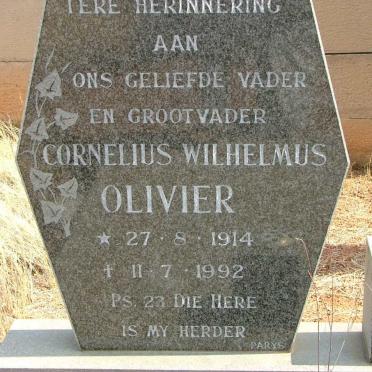 TERE HERINNERING
AAN
ONS GELIEFDE VADER
EN GROOTVADER
CORNELIUS WILHELMUS
OLIVIER
★ 27 · 8 · 1914
† 11 · 7 · 1992
PS. 23 DIE HERE
IS MY HERDER
PARYS